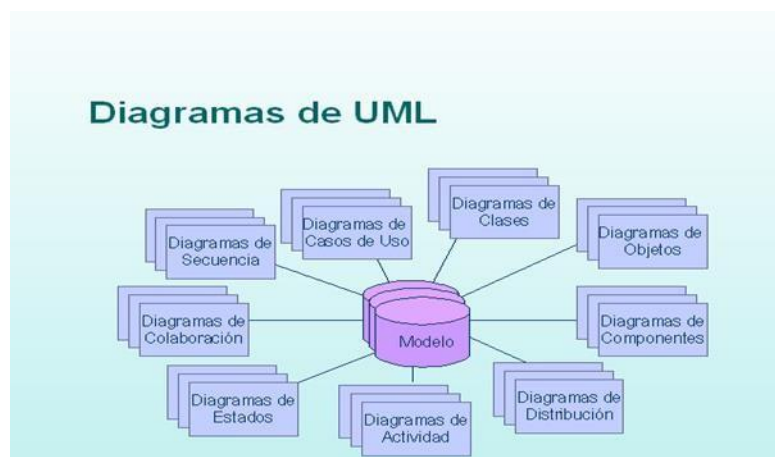 Diagramas de UML
Diagramas de
Clases
Diagramas de
Casos de Uso
Diagramas de
Objetos
Diagramas de
Secuencia
Diagramas de
Colaboración
Modelo
Diagramas de
Componentes
Diagramas de
Estados
Diagramas de
Actividad
Diagramas de
Distribución